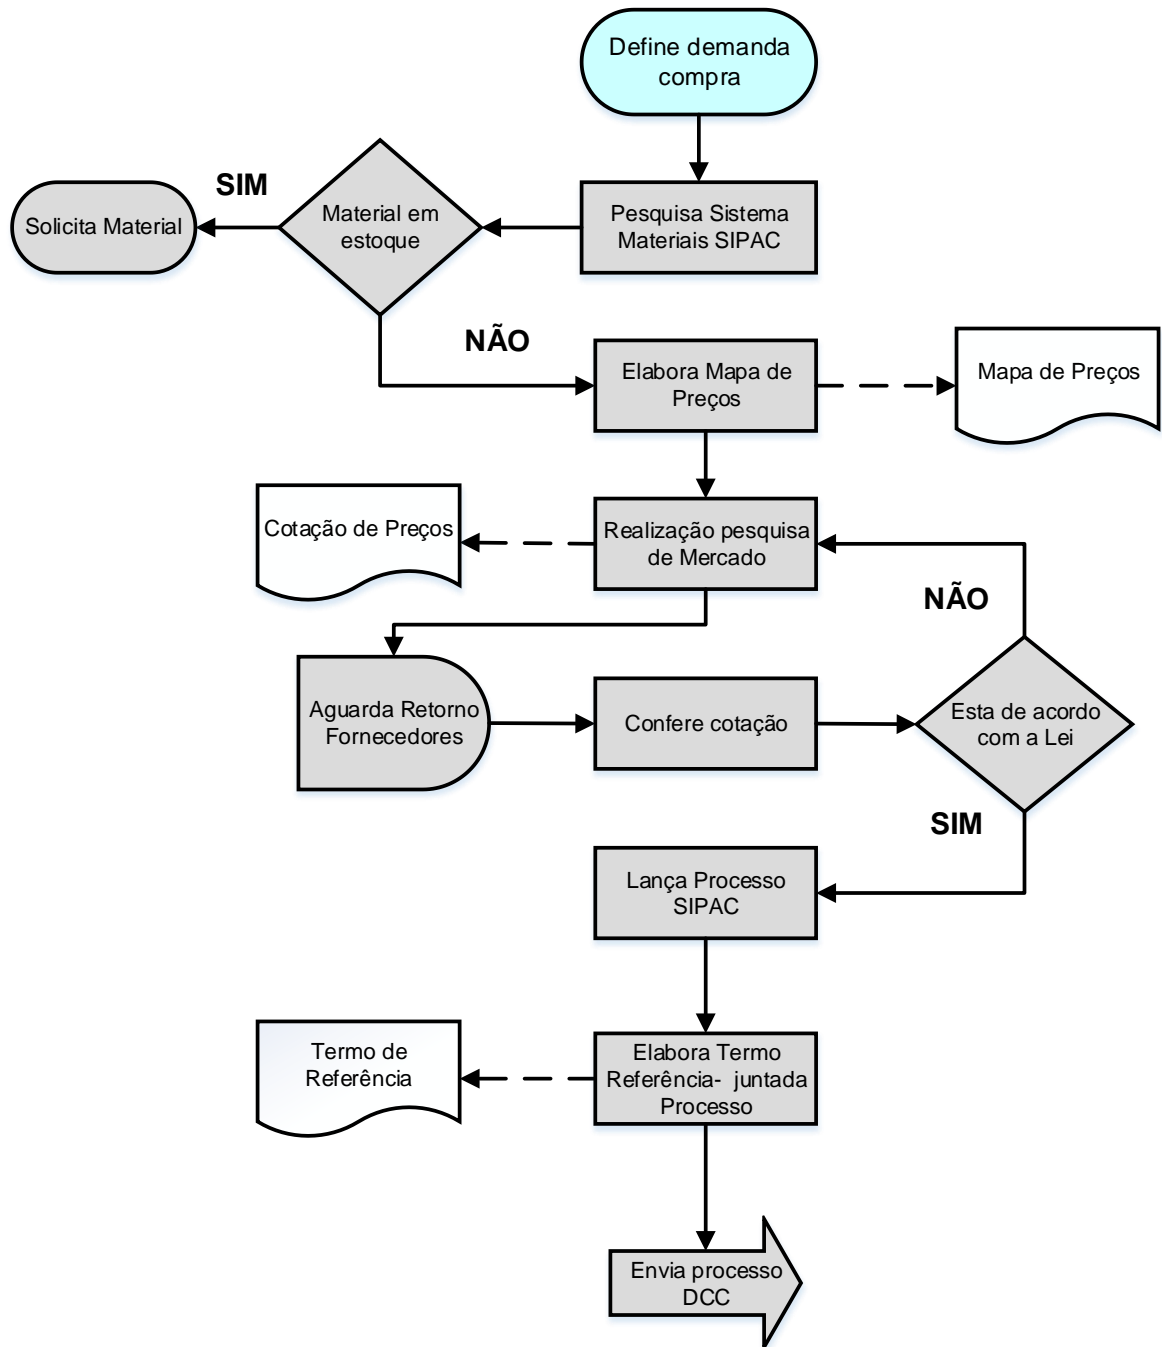 Define demanda
compra
SIM
Solicita Material
Material em
estoque
Pesquisa Sistema
Materiais SIPAC
NÃO
Elabora Mapa de
Preços
Mapa de Preços
Cotação de Preços
Realização pesquisa
de Mercado
NÃO
Aguarda Retorno
Fornecedores
Confere cotação
Esta de acordo
com a Lei
SIM
Lança Processo
SIPAC
Termo de
Referência
Elabora Termo
Referência- juntada
Processo
Envia processo
DCC